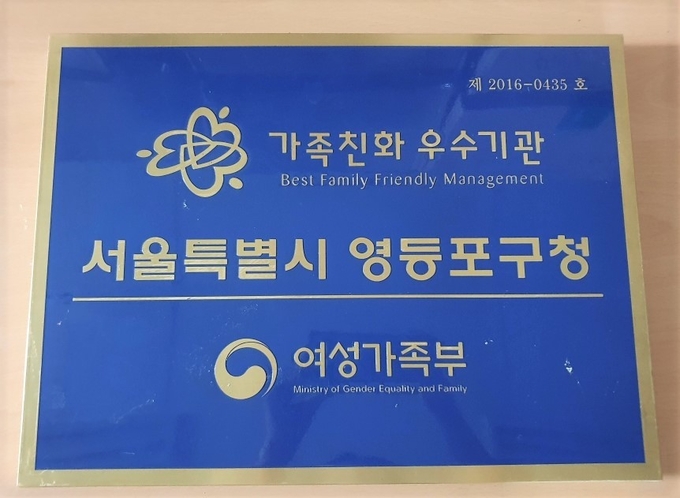 제 2016-0435 호
가족친화 우수기관
Best Family Friendly Management
서울특별시 영등포구청
여성가족부
Ministry of Gender Equality and Family